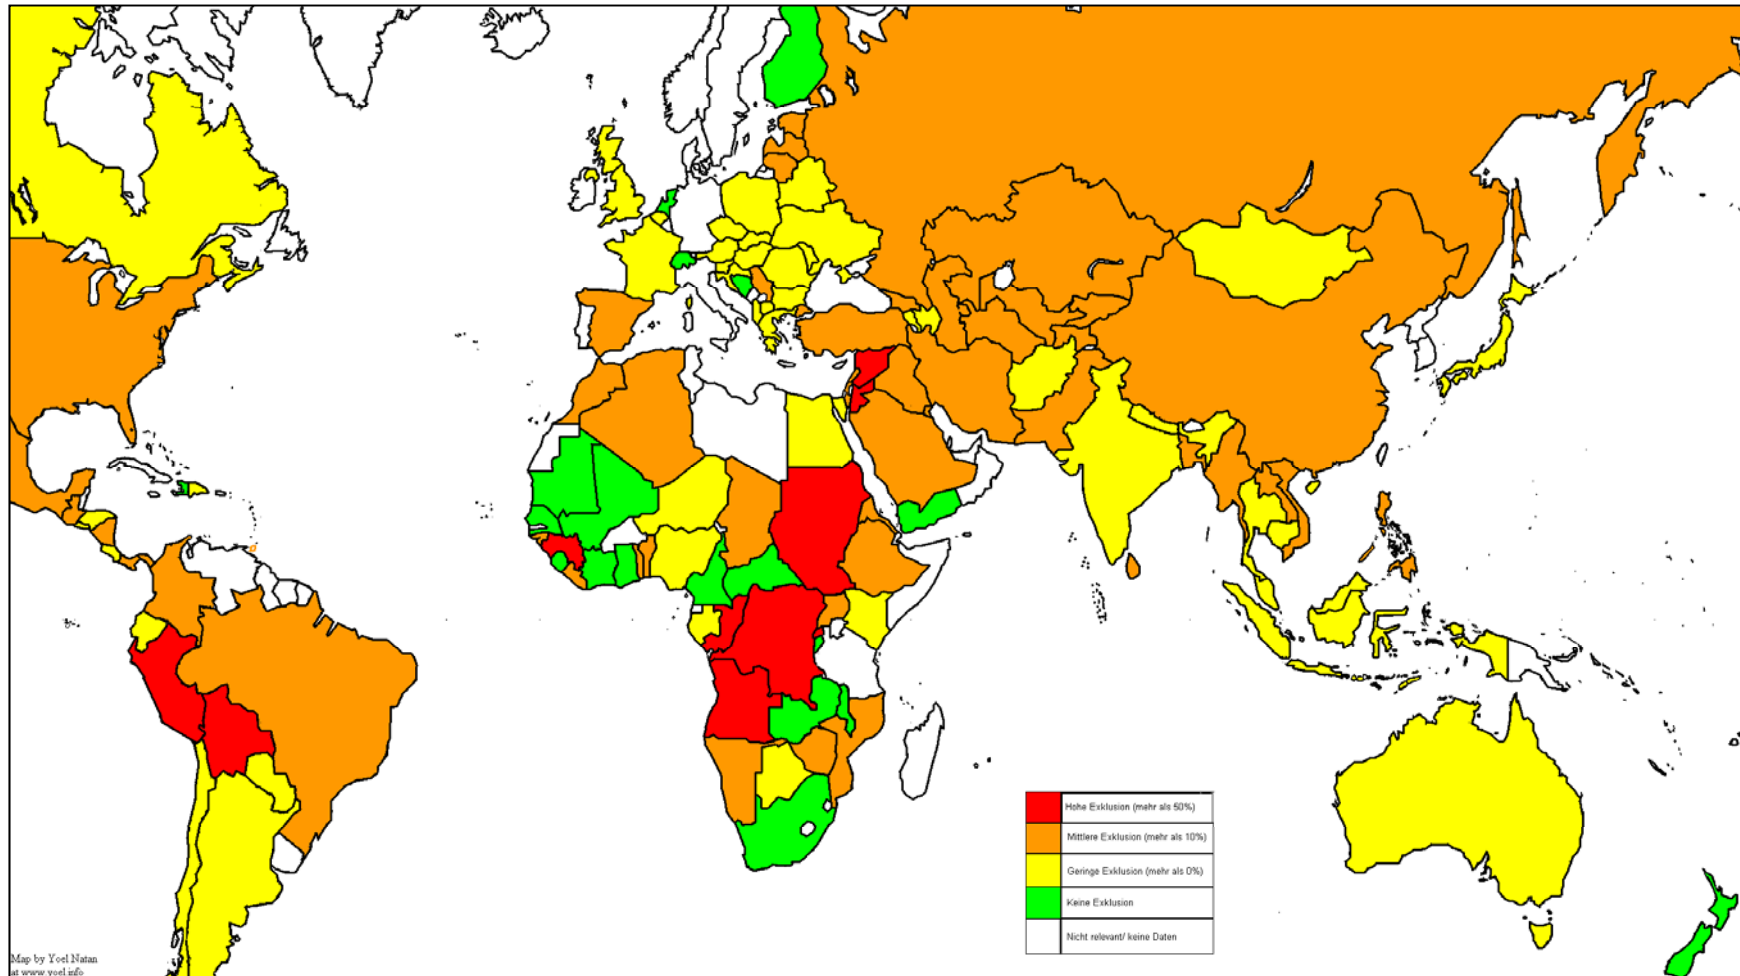 Hohe Exklusion (mehr als 50%)
Mittlere Exklusion (mehr als 10%)
Geringe Exklusion (mehr als 0%)
Keine Exklusion
Nicht relevant/ keine Daten
Map by Yoel Natan
at www.yoel.info